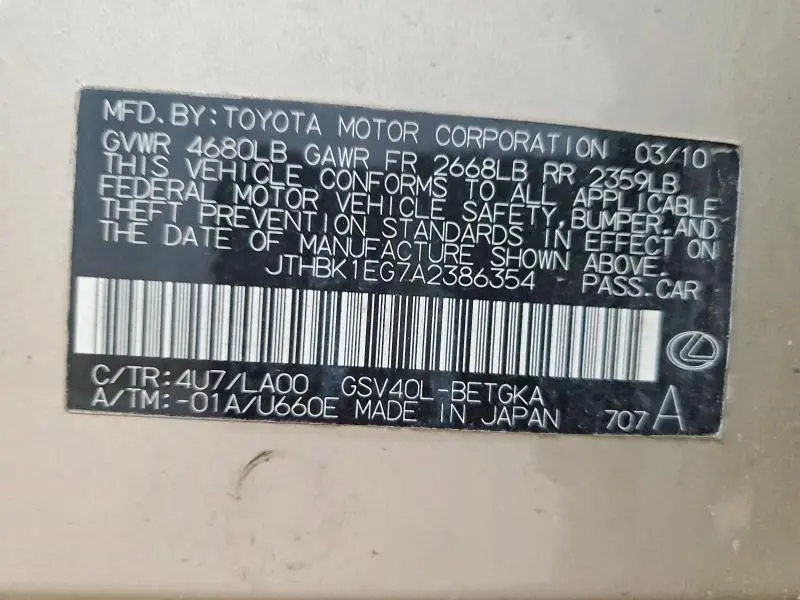 MFD. BY: TOYOTA MOTOR CORPORATION 03/10
GVWR 4680LB GAWR FR 2668LB RR 2359LB
THIS VEHICLE CONFORMS TO ALL APPLICABLE
FEDERAL MOTOR VEHICLE SAFETY, BUMPER, AND
THEFT PREVENTION STANDARDS IN EFFECT ON
THE DATE OF MANUFACTURE SHOWN ABOVE.
JTHBK1EG7A2386354 PASS. CAR
C/TR: 4U7/LA00 GSV40L-BETGKA
A/TM: -01A/U660E MADE IN JAPAN 707 A